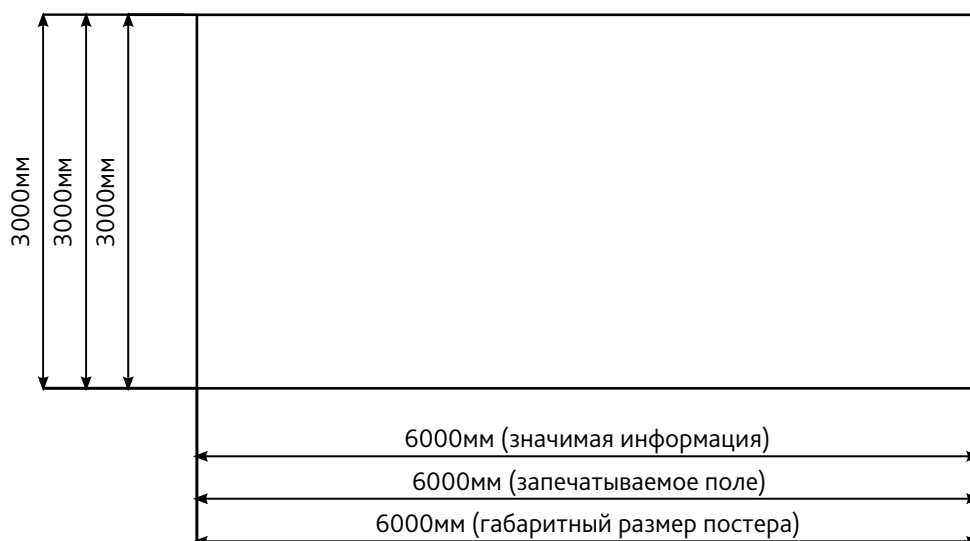 3000мм
3000мм
3000мм
6000мм (значимая информация)
6000мм (запечатываемое поле)
6000мм (габаритный размер постера)